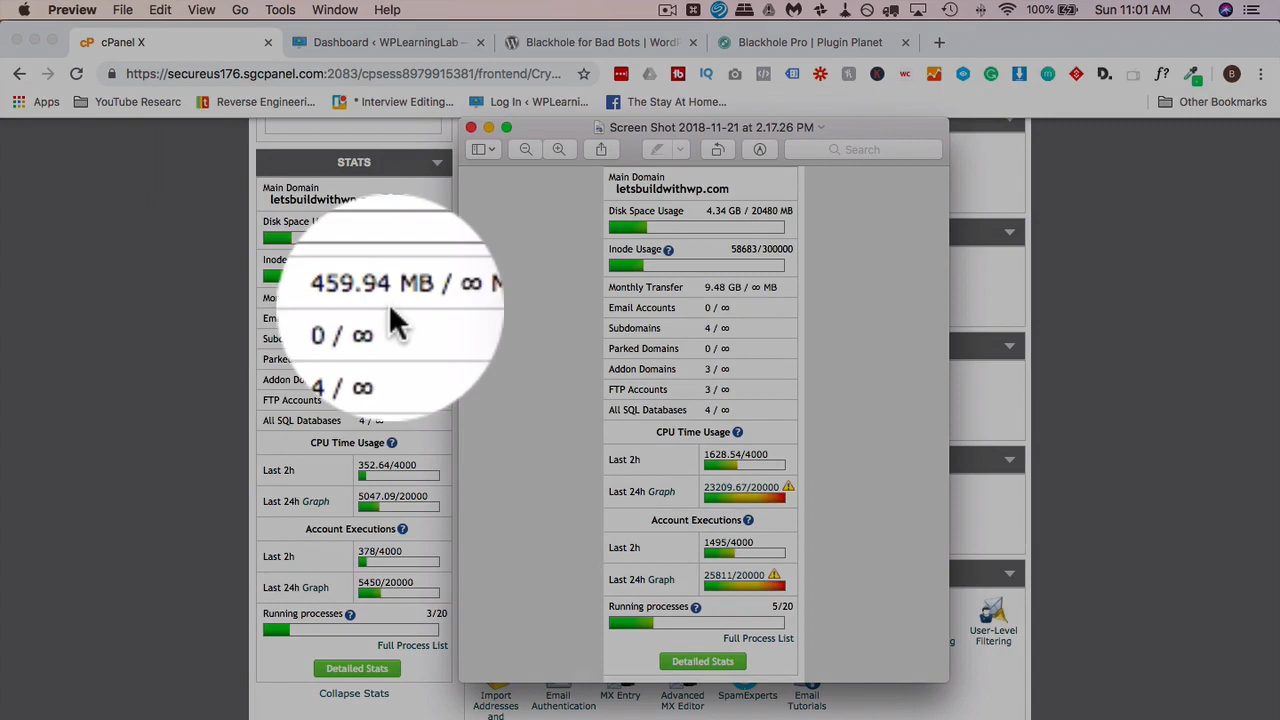 Preview File Edit View Go Tools Window Help 100% Sun 11:01 AM
cPanel X Dashboard ‹ WPLearningLab – Blackhole for Bad Bots | WordP Blackhole Pro | Plugin Planet
https://secureus176.sgcpanel.com:2083/cpsess8979915381/frontend/Cry...
Apps YouTube Researc Reverse Engineeri... * Interview Editing... Log In ‹ WPLearni... The Stay At Home... Other Bookmarks
STATS
Main Domain
letsbuildwithwp
Disk Space U
Inode
459.94 MB / ∞ M
0 / ∞
4 / ∞
Mo
Em
Sub
Parked
Addon Do
FTP Accounts
All SQL Databases 4 / ∞
CPU Time Usage
Last 2h 352.64/4000
Last 24h Graph 5047.09/20000
Account Executions
Last 2h 378/4000
Last 24h Graph 5450/20000
Running processes 3/20
Full Process List
Detailed Stats
Collapse Stats
Screen Shot 2018-11-21 at 2.17.26 PM
Search
Main Domain
letsbuildwithwp.com
Disk Space Usage 4.34 GB / 20480 MB
Inode Usage 58683/300000
Monthly Transfer 9.48 GB / ∞ MB
Email Accounts 0 / ∞
Subdomains 4 / ∞
Parked Domains 0 / ∞
Addon Domains 3 / ∞
FTP Accounts 3 / ∞
All SQL Databases 4 / ∞
CPU Time Usage
Last 2h 1628.54/4000
Last 24h Graph 23209.67/20000
Account Executions
Last 2h 1495/4000
Last 24h Graph 25811/20000
Running processes 5/20
Full Process List
Detailed Stats
User-Level
Filtering
Import
Addresses
and
Email
Authentication
MX Entry
Advanced
MX Editor
SpamExperts
Email
Tutorials